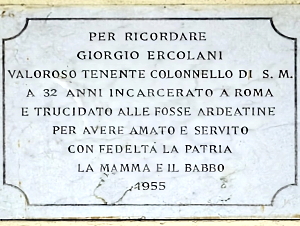 PER RICORDARE
GIORGIO ERCOLANI
VALOROSO TENENTE COLONNELLO DI S. M.
A 32 ANNI INCARCERATO A ROMA
E TRUCIDATO ALLE FOSSE ARDEATINE
PER AVERE AMATO E SERVITO
CON FEDELTÀ LA PATRIA
LA MAMMA E IL BABBO
1955